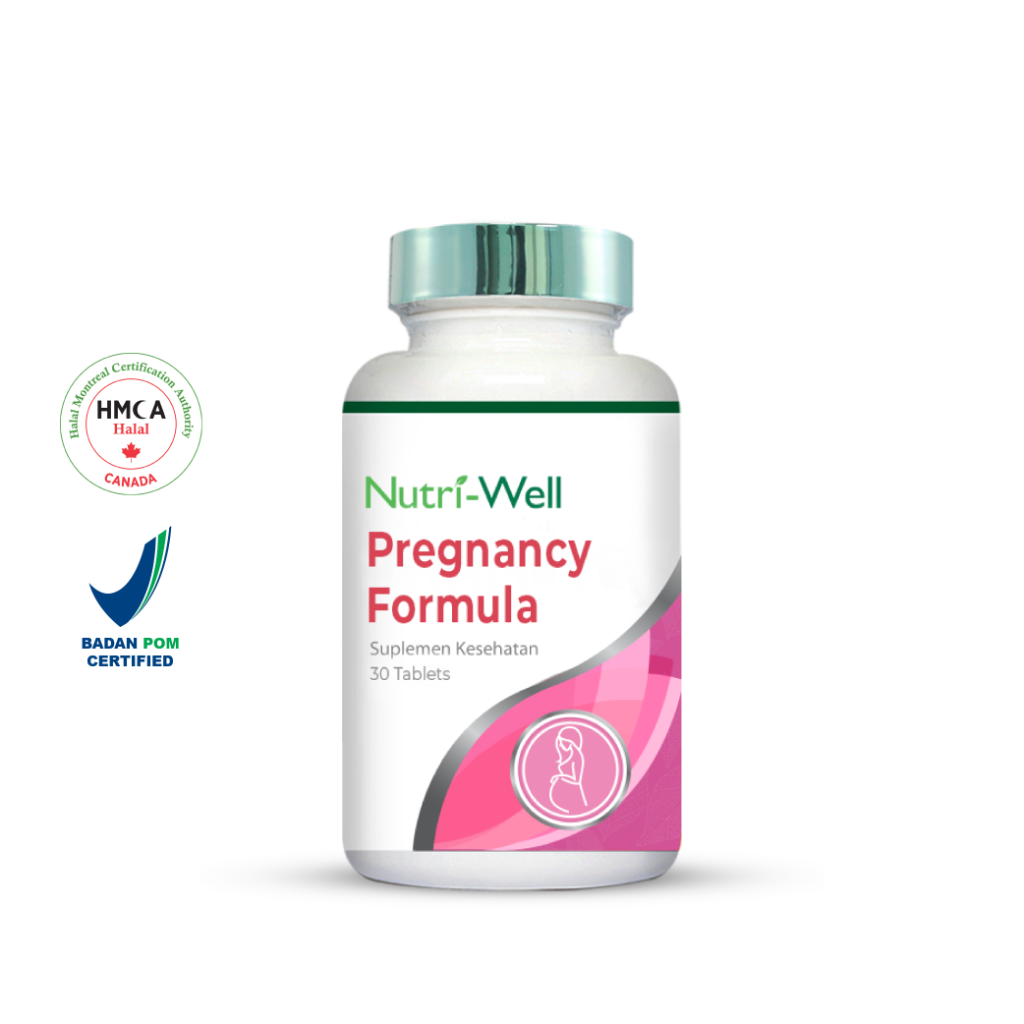 Halal Montreal Certification Authority
HMCA
Halal
CANADA
BADAN POM
CERTIFIED
Nutri-Well
Pregnancy
Formula
Suplemen Kesehatan
30 Tablets